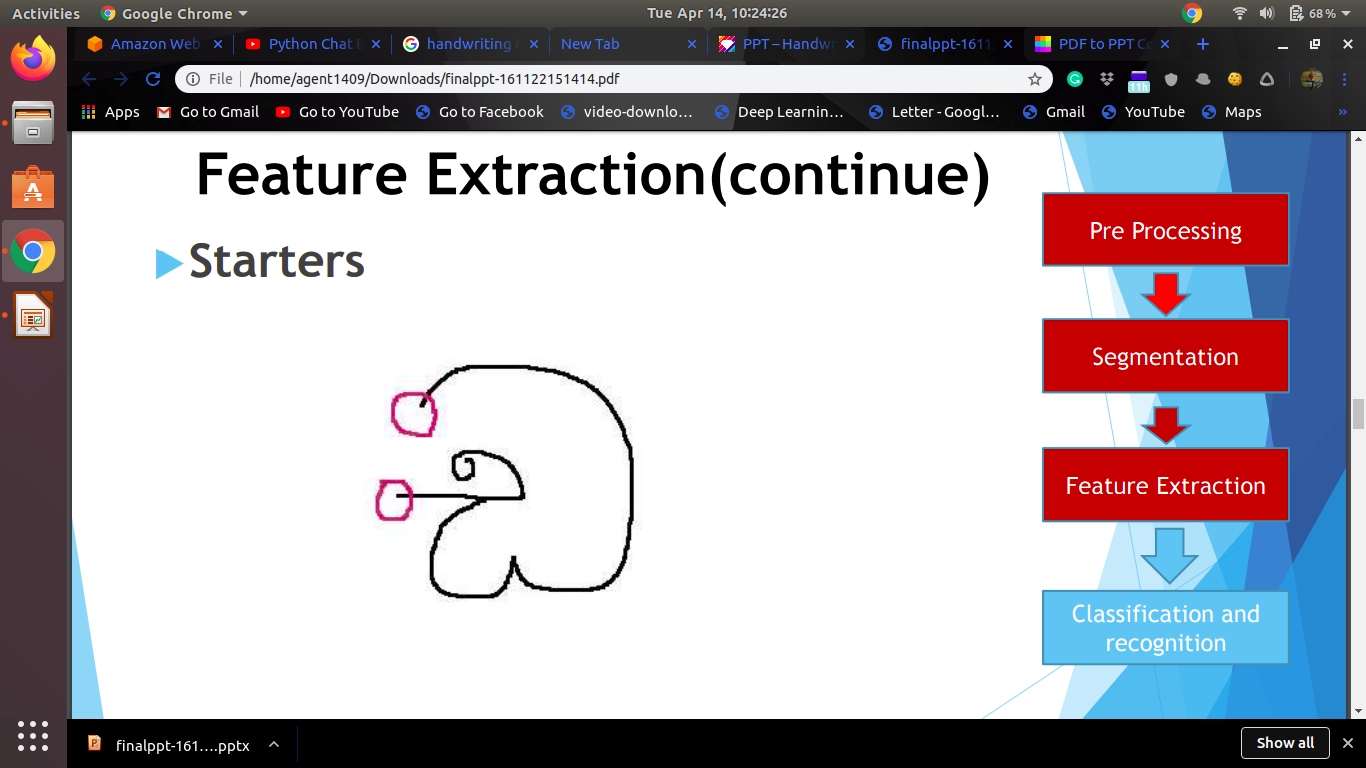 Activities Google Chrome Tue Apr 14, 10:24:26 68%
Amazon Web Python Chat E handwriting New Tab PPT – Handwr finalppt-1611 PDF to PPT Co
File /home/agent1409/Downloads/finalppt-161122151414.pdf
11h
Apps Go to Gmail Go to YouTube Go to Facebook video-downlo... Deep Learnin... Letter - Googl... Gmail YouTube Maps »
Feature Extraction(continue)
Starters
Pre Processing
Segmentation
Feature Extraction
Classification and
recognition
finalppt-161....pptx Show all